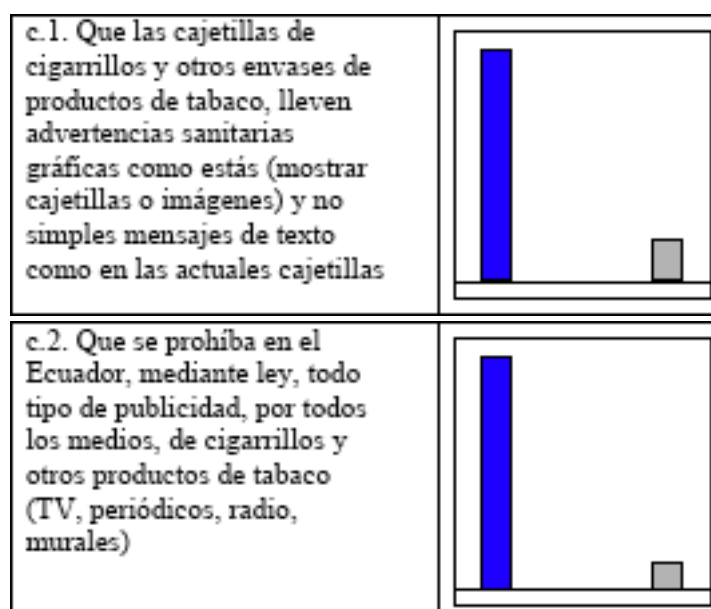 c.1. Que las cajetillas de
cigarrillos y otros envases de
productos de tabaco, lleven
advertencias sanitarias
gráficas como estás (mostrar
cajetillas o imágenes) y no
simples mensajes de texto
como en las actuales cajetillas
c.2. Que se prohíba en el
Ecuador, mediante ley, todo
tipo de publicidad, por todos
los medios, de cigarrillos y
otros productos de tabaco
(TV, periódicos, radio,
murales)